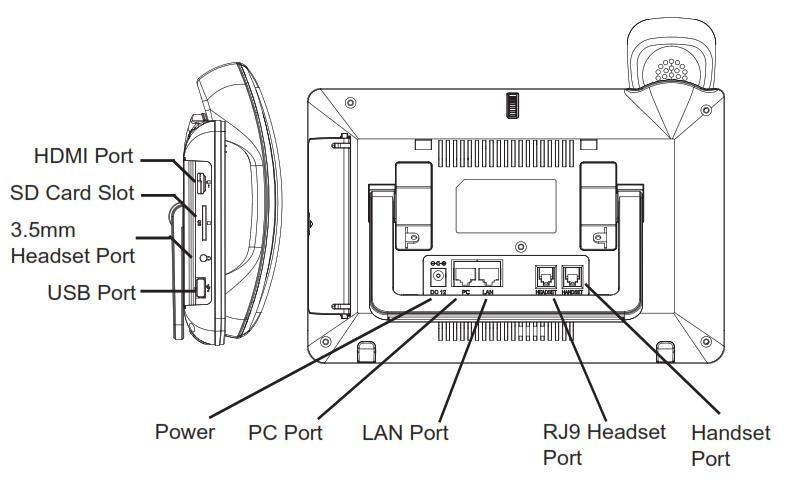 HDMI Port
SD Card Slot
3.5mm
Headset Port
USB Port
DC 12
PC
LAN
HEADSET
HANDSET
Power
PC Port
LAN Port
RJ9 Headset
Port
Handset
Port